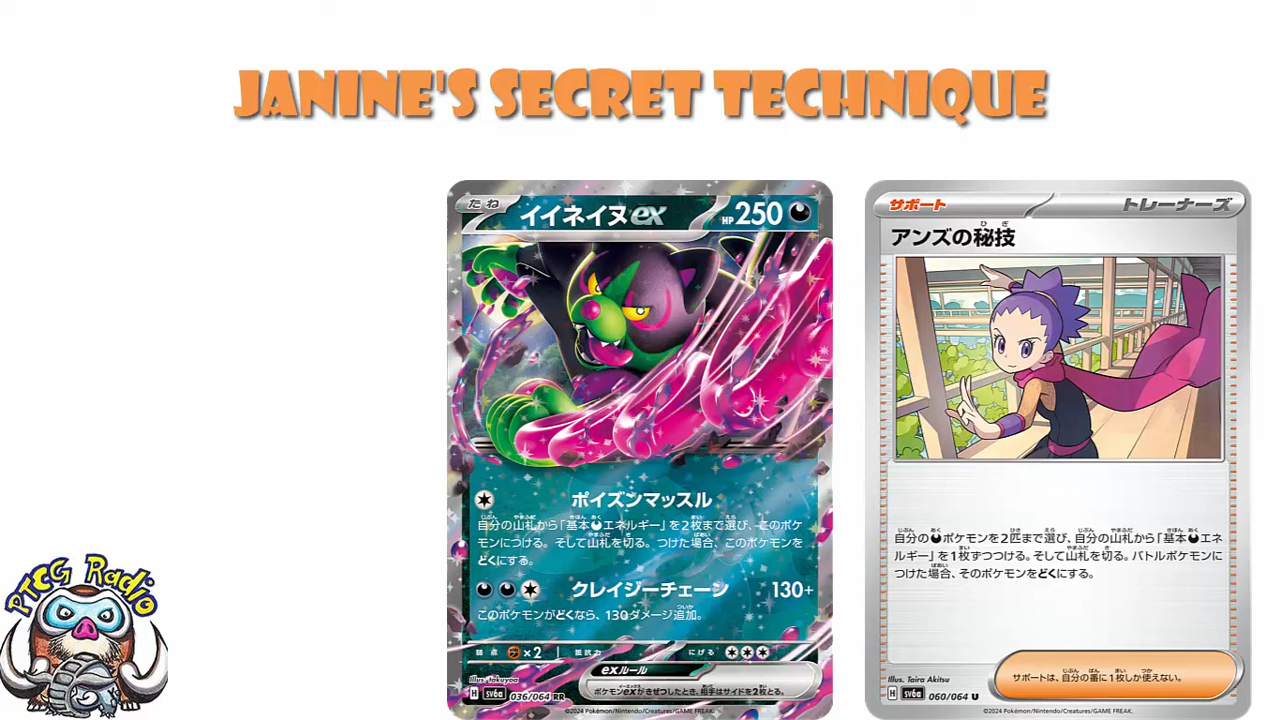 JANINE'S SECRET TECHNIQUE
たね
イイネイヌex
HP 250
ポイズンマッスル
自分の山札から「基本エネルギー」を2枚まで選び、このポケ
モンにつける。そして山札を切る。つけた場合、このポケモンを
どくにする。
クレイジーチェーン 130+
このポケモンがどくなら、130ダメージ追加。
弱点 ×2 抵抗力 にげる
exルール
ポケモンexがきぜつしたとき、相手はサイドを2枚とる。
Illus. takuyoa
H SV6a 036/064 RR
©2024 Pokémon/Nintendo/Creatures/GAME FREAK.
サポート トレーナーズ
アンズの秘技
自分のポケモンを2匹まで選び、自分の山札から「基本エネ
ルギー」を1枚ずつつける。そして山札を切る。バトルポケモンに
つけた場合、そのポケモンをどくにする。
サポートは、自分の番に1枚しか使えない。
Illus. Taira Akitsu
H SV6a 060/064 U
©2024 Pokémon/Nintendo/Creatures/GAME FREAK.
PTCG Radio